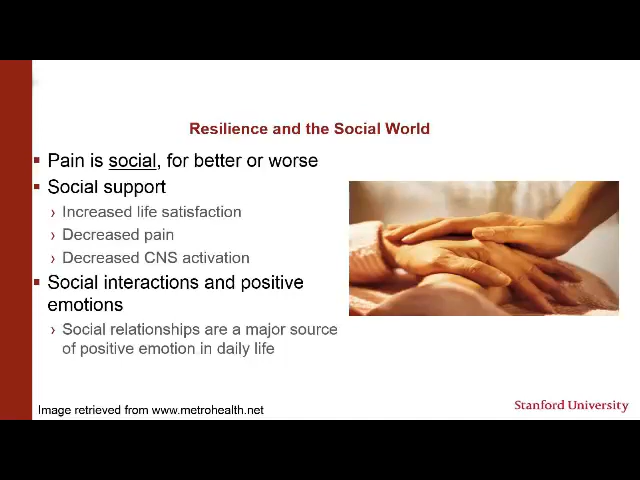 Resilience and the Social World
▪ Pain is social, for better or worse
▪ Social support
› Increased life satisfaction
› Decreased pain
› Decreased CNS activation
▪ Social interactions and positive
emotions
› Social relationships are a major source
of positive emotion in daily life
Image retrieved from www.metrohealth.net
Stanford University